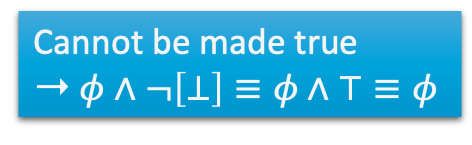 Cannot be made true
→ ϕ ∧ ¬[⊥] ≡ ϕ ∧ ⊤ ≡ ϕ